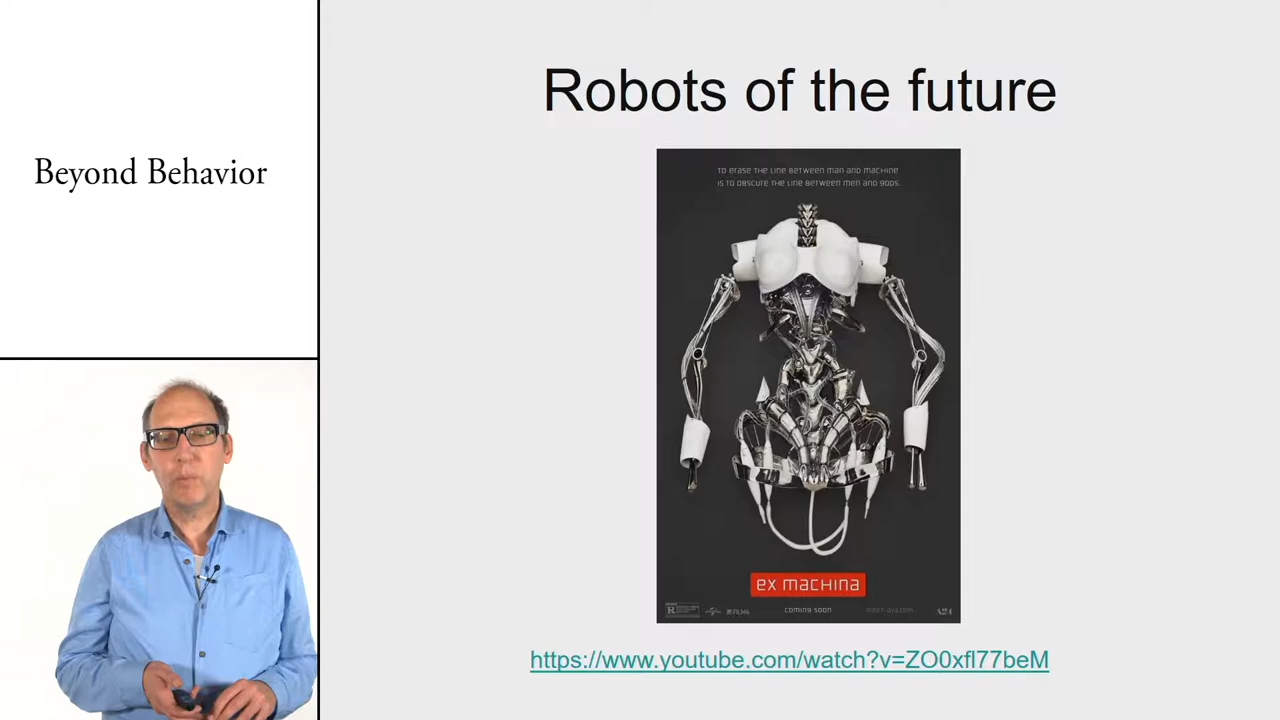 Robots of the future
Beyond Behavior
TO ERASE THE LINE BETWEEN MAN AND MACHINE
IS TO OBSCURE THE LINE BETWEEN MEN AND GODS.
ex machina
R
coming soon
A24
https://www.youtube.com/watch?v=ZO0xfl77beM